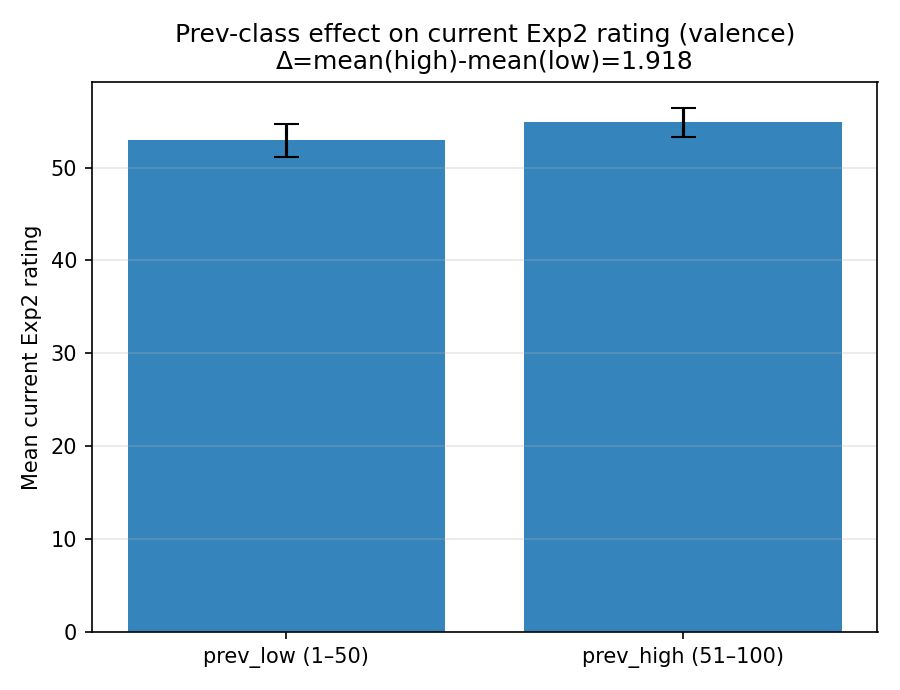 Prev-class effect on current Exp2 rating (valence)
Δ=mean(high)-mean(low)=1.918
Mean current Exp2 rating
50
40
30
20
10
0
prev_low (1–50)
prev_high (51–100)